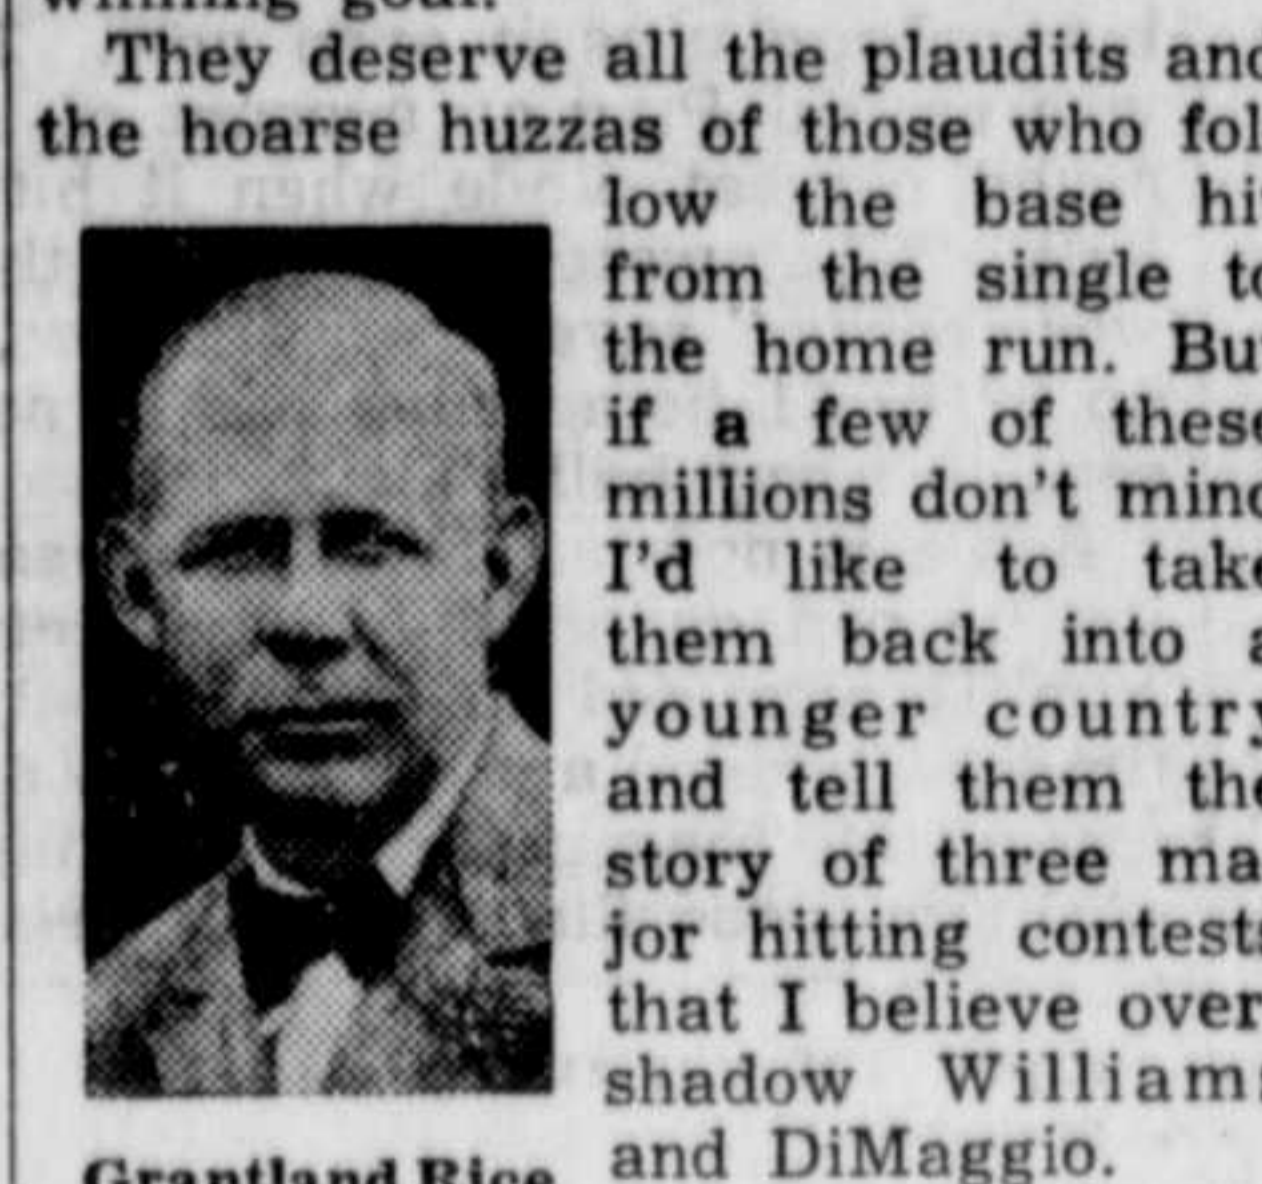 winning goal.
They deserve all the plaudits and
the hoarse huzzas of those who fol
low the base hit
from the single to
the home run. But
if a few of these
millions don't mind
I'd like to take
them back into a
younger country
and tell them the
story of three ma-
jor hitting contests
that I believe over-
shadow Williams
and DiMaggio.
Grantland Rice